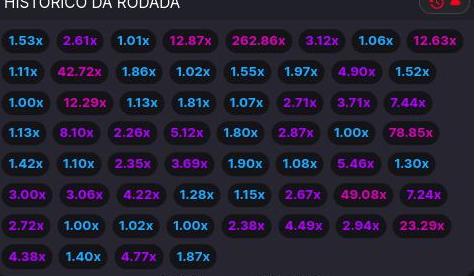 HISTÓRICO DA RODADA
1.53x 2.61x 1.01x 12.87x 262.86x 3.12x 1.06x 12.63x
1.11x 42.72x 1.86x 1.02x 1.55x 1.97x 4.90x 1.52x
1.00x 12.29x 1.13x 1.81x 1.07x 2.71x 3.71x 7.44x
1.13x 8.10x 2.26x 5.12x 1.80x 2.87x 1.00x 78.85x
1.42x 1.10x 2.35x 3.69x 1.90x 1.08x 5.46x 1.30x
3.00x 3.06x 4.22x 1.28x 1.15x 2.67x 49.08x 7.24x
2.72x 1.00x 1.02x 1.00x 2.38x 4.49x 2.94x 23.29x
4.38x 1.40x 4.77x 1.87x